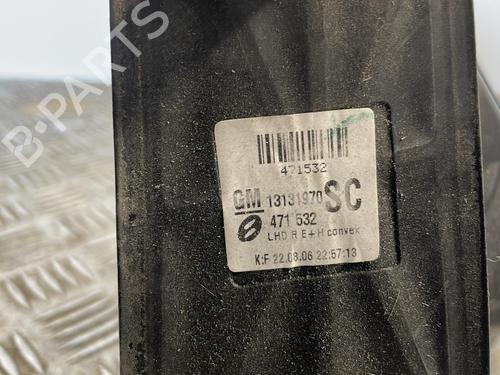 B-PARTS
471532
GM 13131970 SC
471 532
LHD R E+H convex
K:F 22.08.06 22:57:13